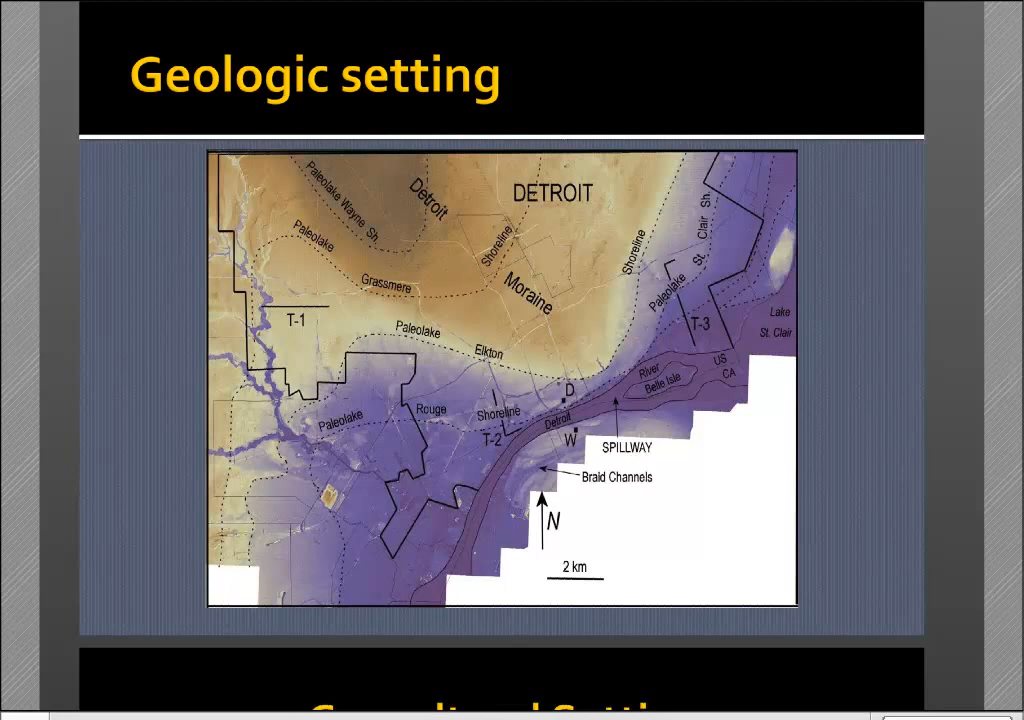 Geologic setting
Paleolake Wayne Sh.
Detroit
DETROIT
Paleolake
Grassmere
Shoreline
Moraine
Shoreline
St. Clair Sh.
Paleolake
T-1
T-3
Lake
St. Clair
Paleolake
Elkton
US
CA
River
Belle Isle
D
Paleolake
Rouge
Shoreline
Detroit
T-2
W
SPILLWAY
Braid Channels
N
2 km